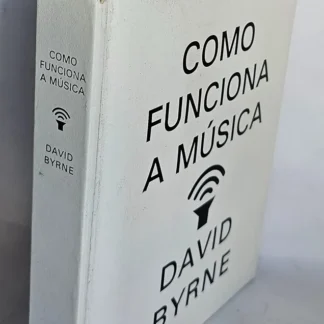 COMO
FUNCIONA
A MÚSICA
DAVID
BYRNE
COMO
FUNCIONA
A MÚSICA
DAVID
BYRNE